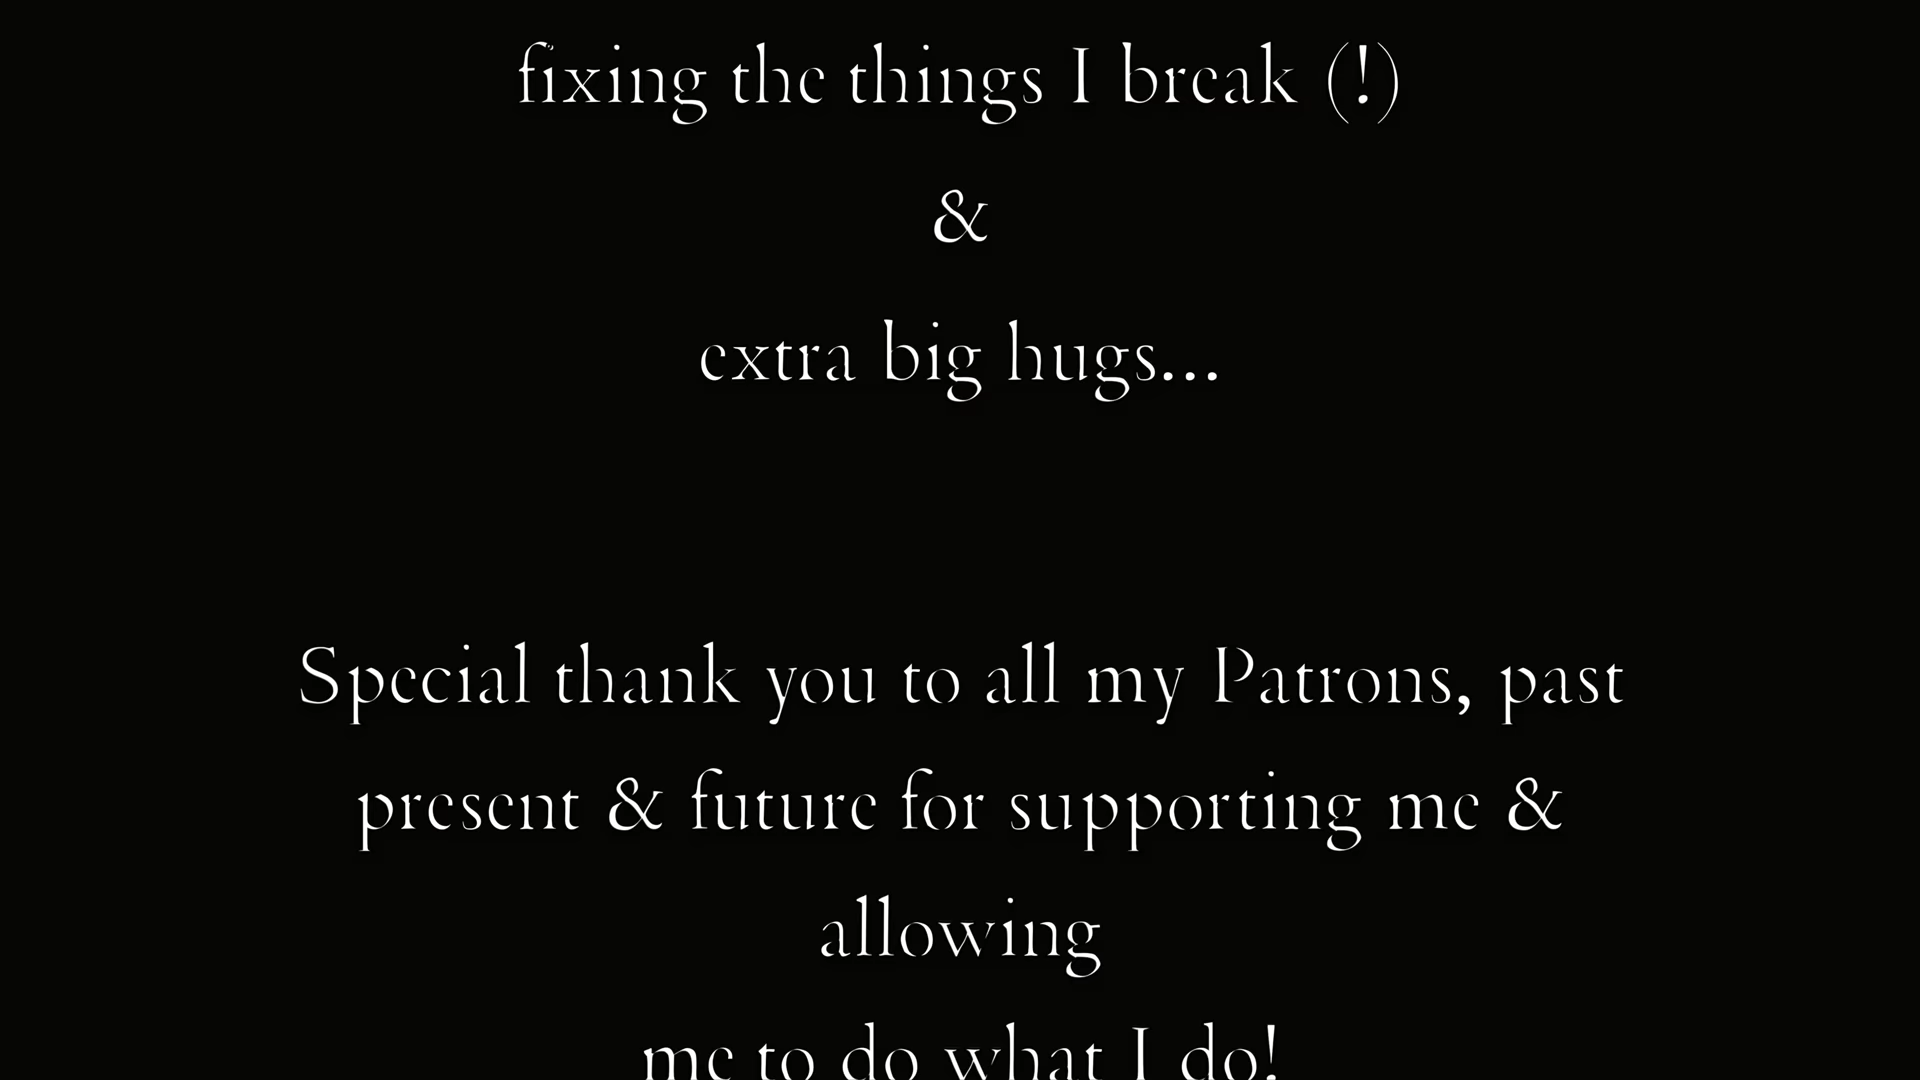 fixing the things I break (!)
&
extra big hugs...
Special thank you to all my Patrons, past
present & future for supporting me &
allowing
me to do what I do!